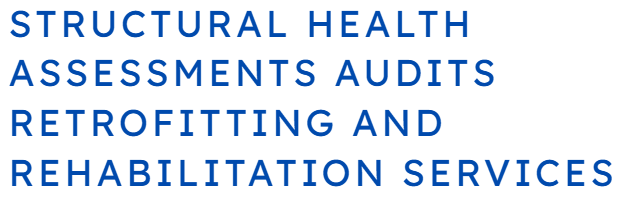 STRUCTURAL HEALTH
ASSESSMENTS AUDITS
RETROFITTING AND
REHABILITATION SERVICES